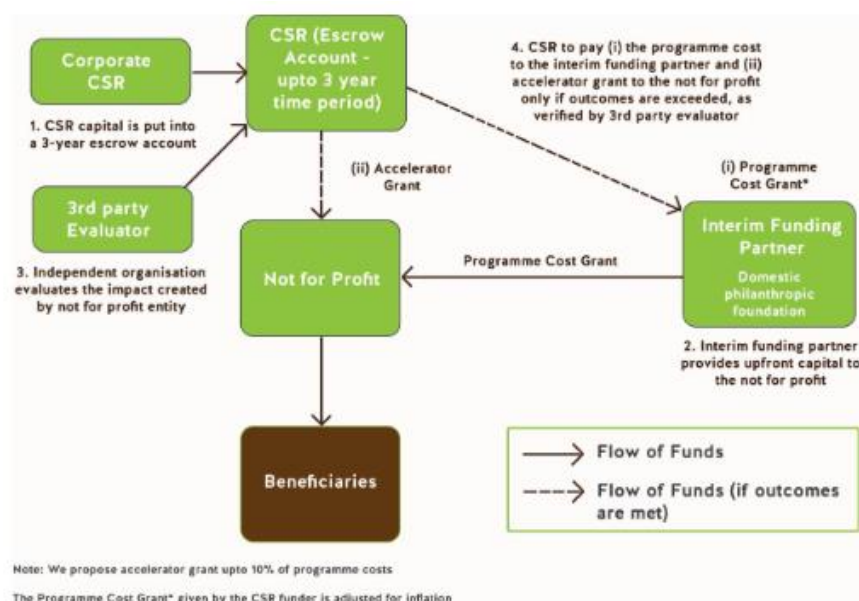 Corporate
CSR
CSR (Escrow
Account -
upto 3 year
time period)
4. CSR to pay (i) the programme cost
to the interim funding partner and (ii)
accelerator grant to the not for profit
only if outcomes are exceeded, as
verified by 3rd party evaluator
1. CSR capital is put into
a 3-year escrow account
(ii) Accelerator
Grant
(i) Programme
Cost Grant*
3rd party
Evaluator
3. Independent organisation
evaluates the impact created
by not for profit entity
Not for Profit
Programme Cost Grant
Interim Funding
Partner
Domestic
philanthropic
foundation
2. Interim funding partner
provides upfront capital to
the not for profit
Beneficiaries
Flow of Funds
Flow of Funds (if outcomes
are met)
Note: We propose accelerator grant upto 10% of programme costs
The Programme Cost Grant* given by the CSR funder is adjusted for inflation